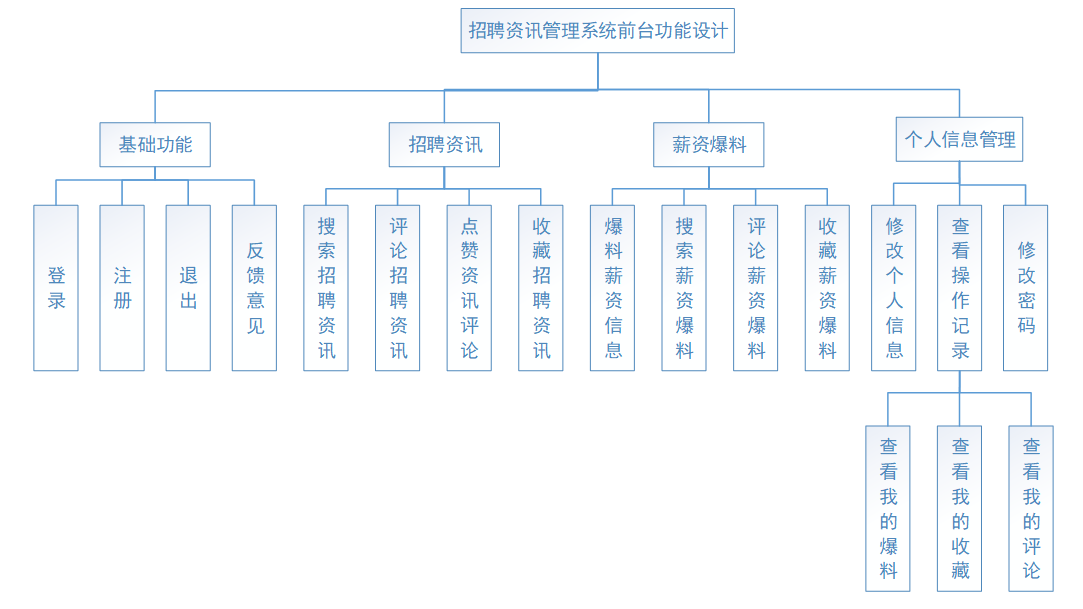 招聘资讯管理系统前台功能设计
基础功能
招聘资讯
薪资爆料
个人信息管理
登录
注册
退出
反馈意见
搜索招聘资讯
评论招聘资讯
点赞资讯评论
收藏招聘资讯
爆料薪资信息
搜索薪资爆料
评论薪资爆料
收藏薪资爆料
修改个人信息
查看操作记录
修改密码
查看我的爆料
查看我的收藏
查看我的评论